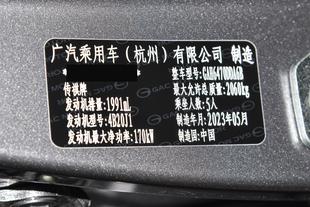 广汽乘用车（杭州）有限公司 制造
整车型号:GAH6470DDA6B
传祺牌
最大允许总质量:2060kg
发动机排量:1991mL
乘坐人数:5人
发动机型号:4B20J1
制造年月:2023年05月
发动机最大净功率:170kW
制造国:中国